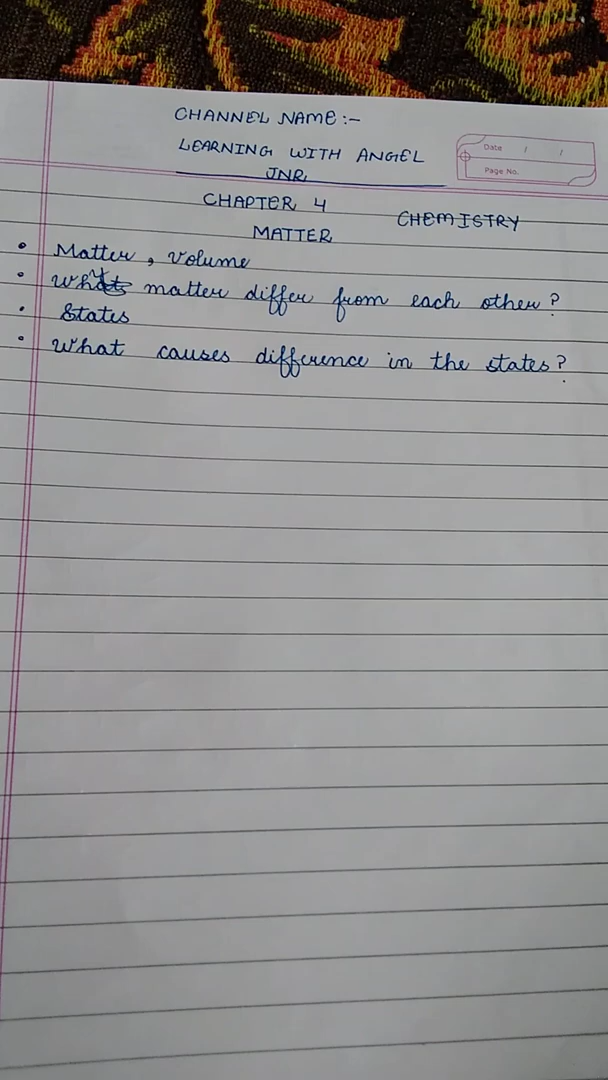 CHANNEL NAME :-
LEARNING WITH ANGEL
JNR
Date / /
Page No.
CHAPTER 4 CHEMISTRY
MATTER
• Matter, volume
• Why matter differ from each other?
• States
• What causes difference in the states?